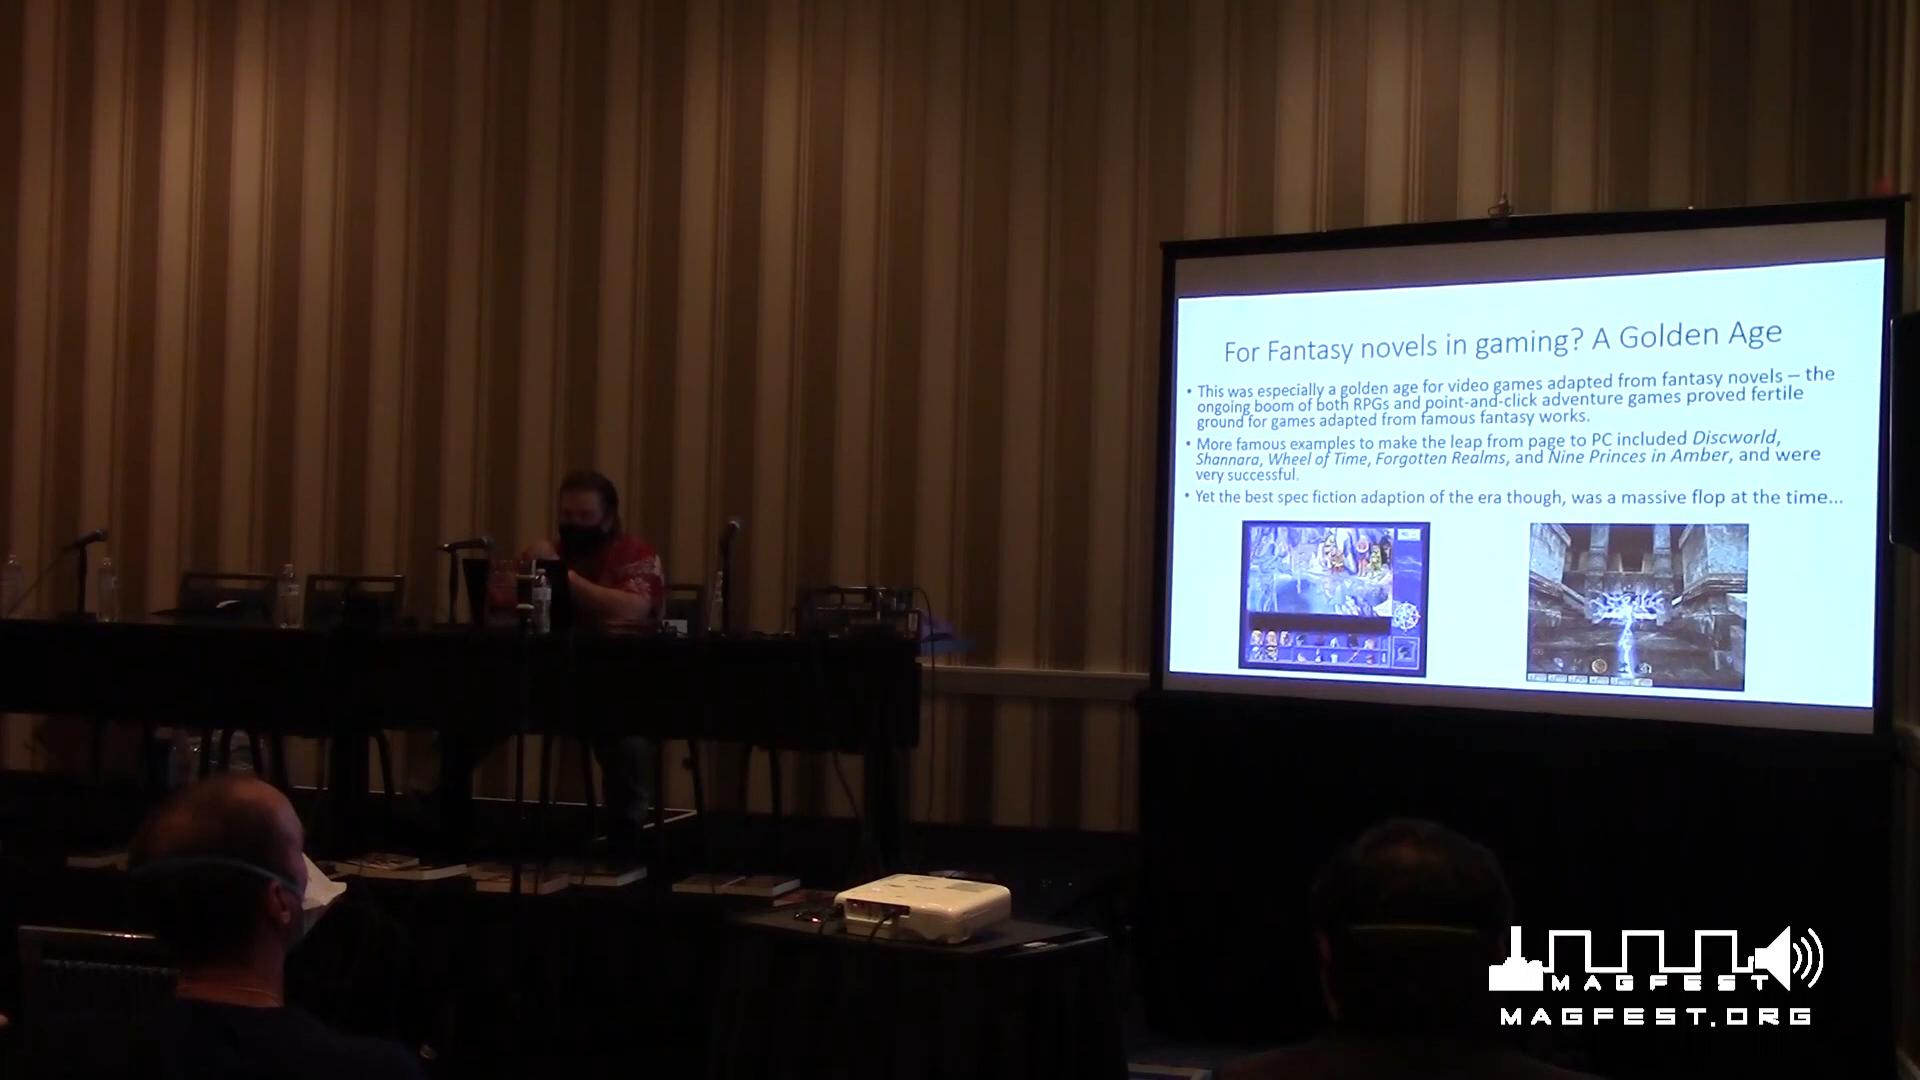 For Fantasy novels in gaming? A Golden Age
• This was especially a golden age for video games adapted from fantasy novels – the
ongoing boom of both RPGs and point-and-click adventure games proved fertile
ground for games adapted from famous fantasy works.
• More famous examples to make the leap from page to PC included Discworld,
Shannara, Wheel of Time, Forgotten Realms, and Nine Princes in Amber, and were
very successful.
• Yet the best spec fiction adaption of the era though, was a massive flop at the time...
MAGFEST
MAGFEST.ORG